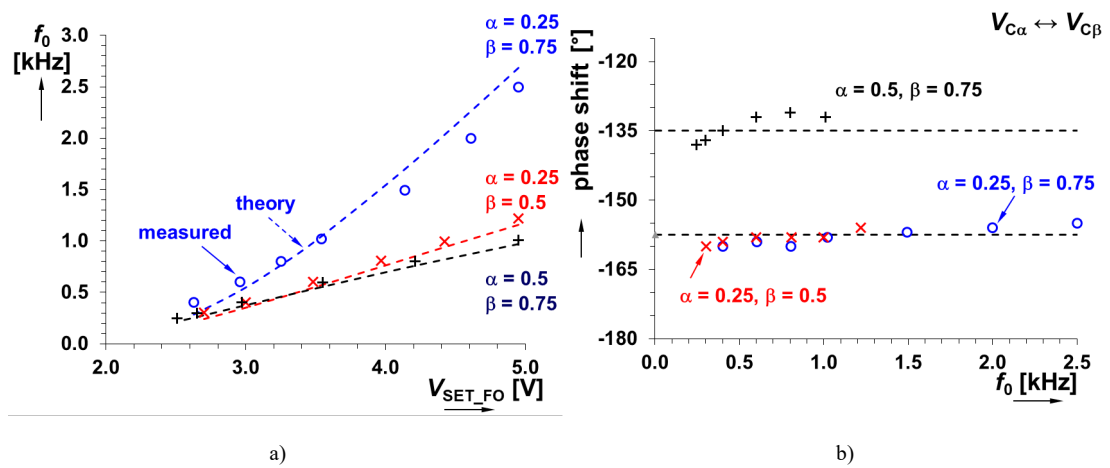 f0
[kHz]
3.0
2.5
2.0
1.5
1.0
0.5
0.0
2.0
3.0
4.0
5.0
VSET_FO [V]
α = 0.25
β = 0.75
theory
measured
α = 0.25
β = 0.5
α = 0.5
β = 0.75
a)
VCα ↔ VCβ
phase shift [°]
-120
-135
-150
-165
-180
0.0
0.5
1.0
1.5
2.0
2.5
f0 [kHz]
α = 0.5, β = 0.75
α = 0.25, β = 0.75
α = 0.25, β = 0.5
b)